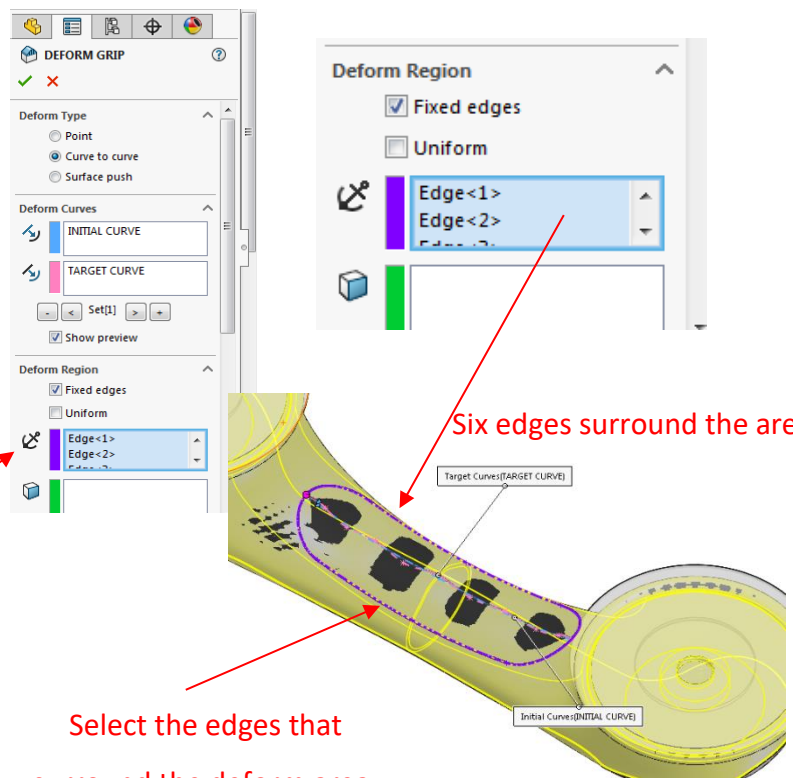 DEFORM GRIP
Deform Type
Point
Curve to curve
Surface push
Deform Curves
INITIAL CURVE
TARGET CURVE
- < Set[1] > +
Show preview
Deform Region
Fixed edges
Uniform
Edge<1>
Edge<2>
Deform Region
Fixed edges
Uniform
Edge<1>
Edge<2>
Six edges surround the are
Target Curves(TARGET CURVE)
Initial Curves(INITIAL CURVE)
Select the edges that